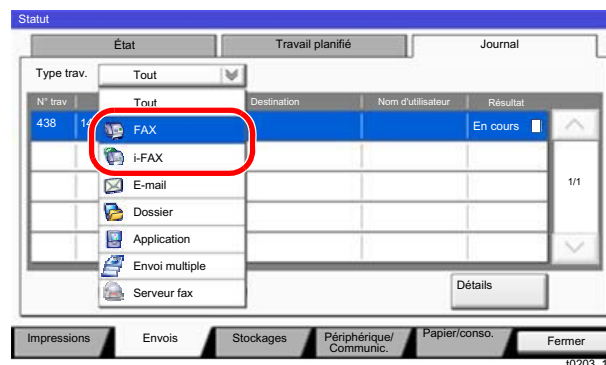 Statut
État Travail planifié Journal
Type trav. Tout
N° trav Destination Nom d'utilisateur Résultat
Tout
438 14 FAX En cours
i-FAX
E-mail 1/1
Dossier
Application
Envoi multiple
Serveur fax Détails
Impressions Envois Stockages Périphérique/ Communic. Papier/conso. Fermer